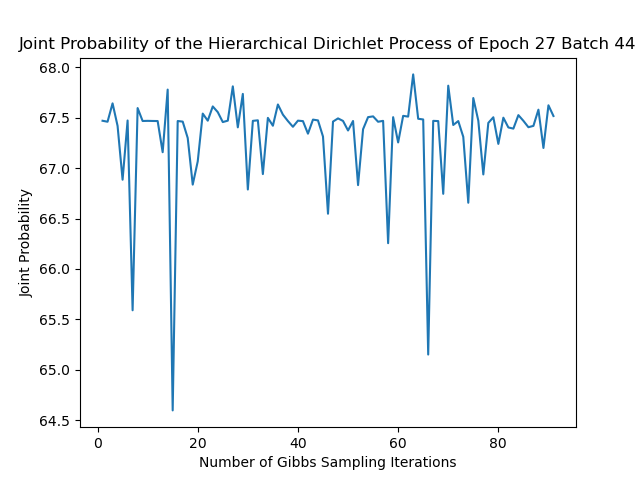 Joint Probability of the Hierarchical Dirichlet Process of Epoch 27 Batch 44
68.0
67.5
67.0
66.5
66.0
65.5
65.0
64.5
Joint Probability
0 20 40 60 80
Number of Gibbs Sampling Iterations